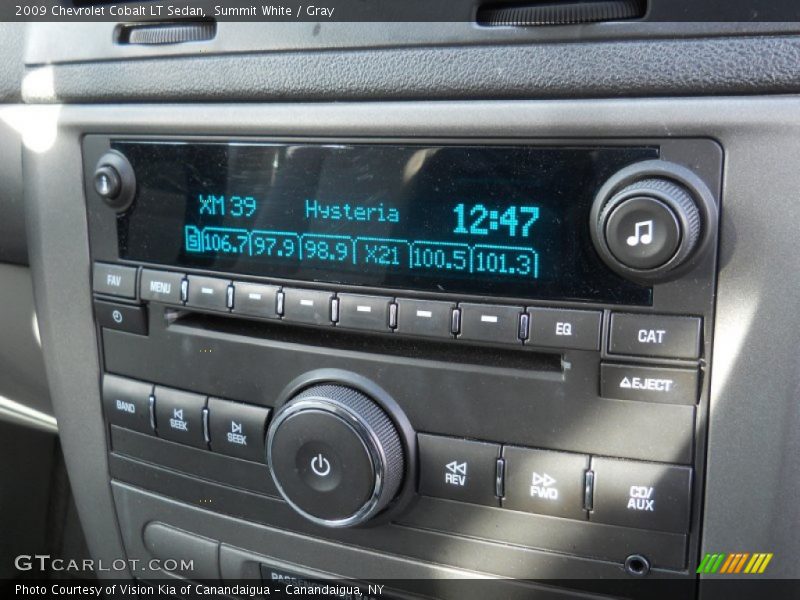 2009 Chevrolet Cobalt LT Sedan, Summit White / Gray
XM 39 Hysteria 12:47
5 106.7 97.9 98.9 X21 100.5 101.3
FAV MENU EQ CAT
EJECT
BAND SEEK SEEK
REV FWD CD/AUX
GTCARLOT.COM
Photo Courtesy of Vision Kia of Canandaigua - Canandaigua, NY